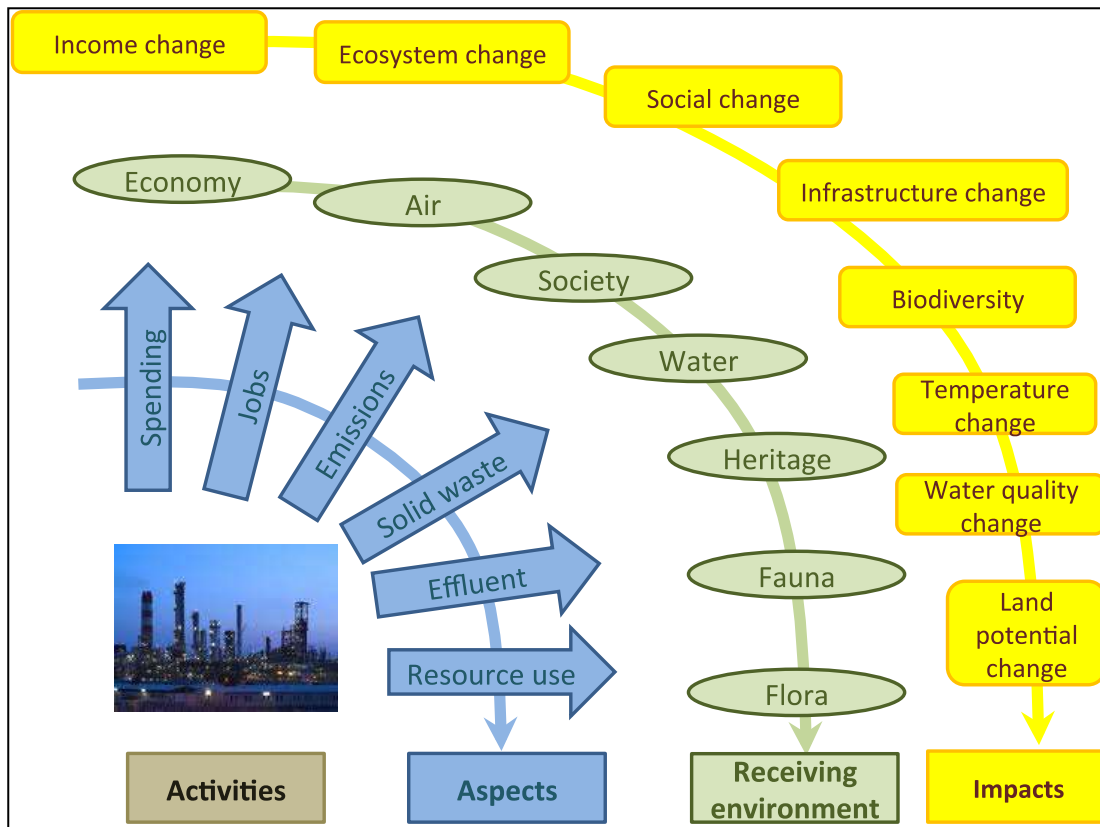 Income change
Ecosystem change
Social change
Infrastructure change
Biodiversity
Temperature
change
Water quality
change
Land
potential
change
Economy
Air
Society
Water
Heritage
Fauna
Flora
Spending
Jobs
Emissions
Solid waste
Effluent
Resource use
Activities
Aspects
Receiving
environment
Impacts